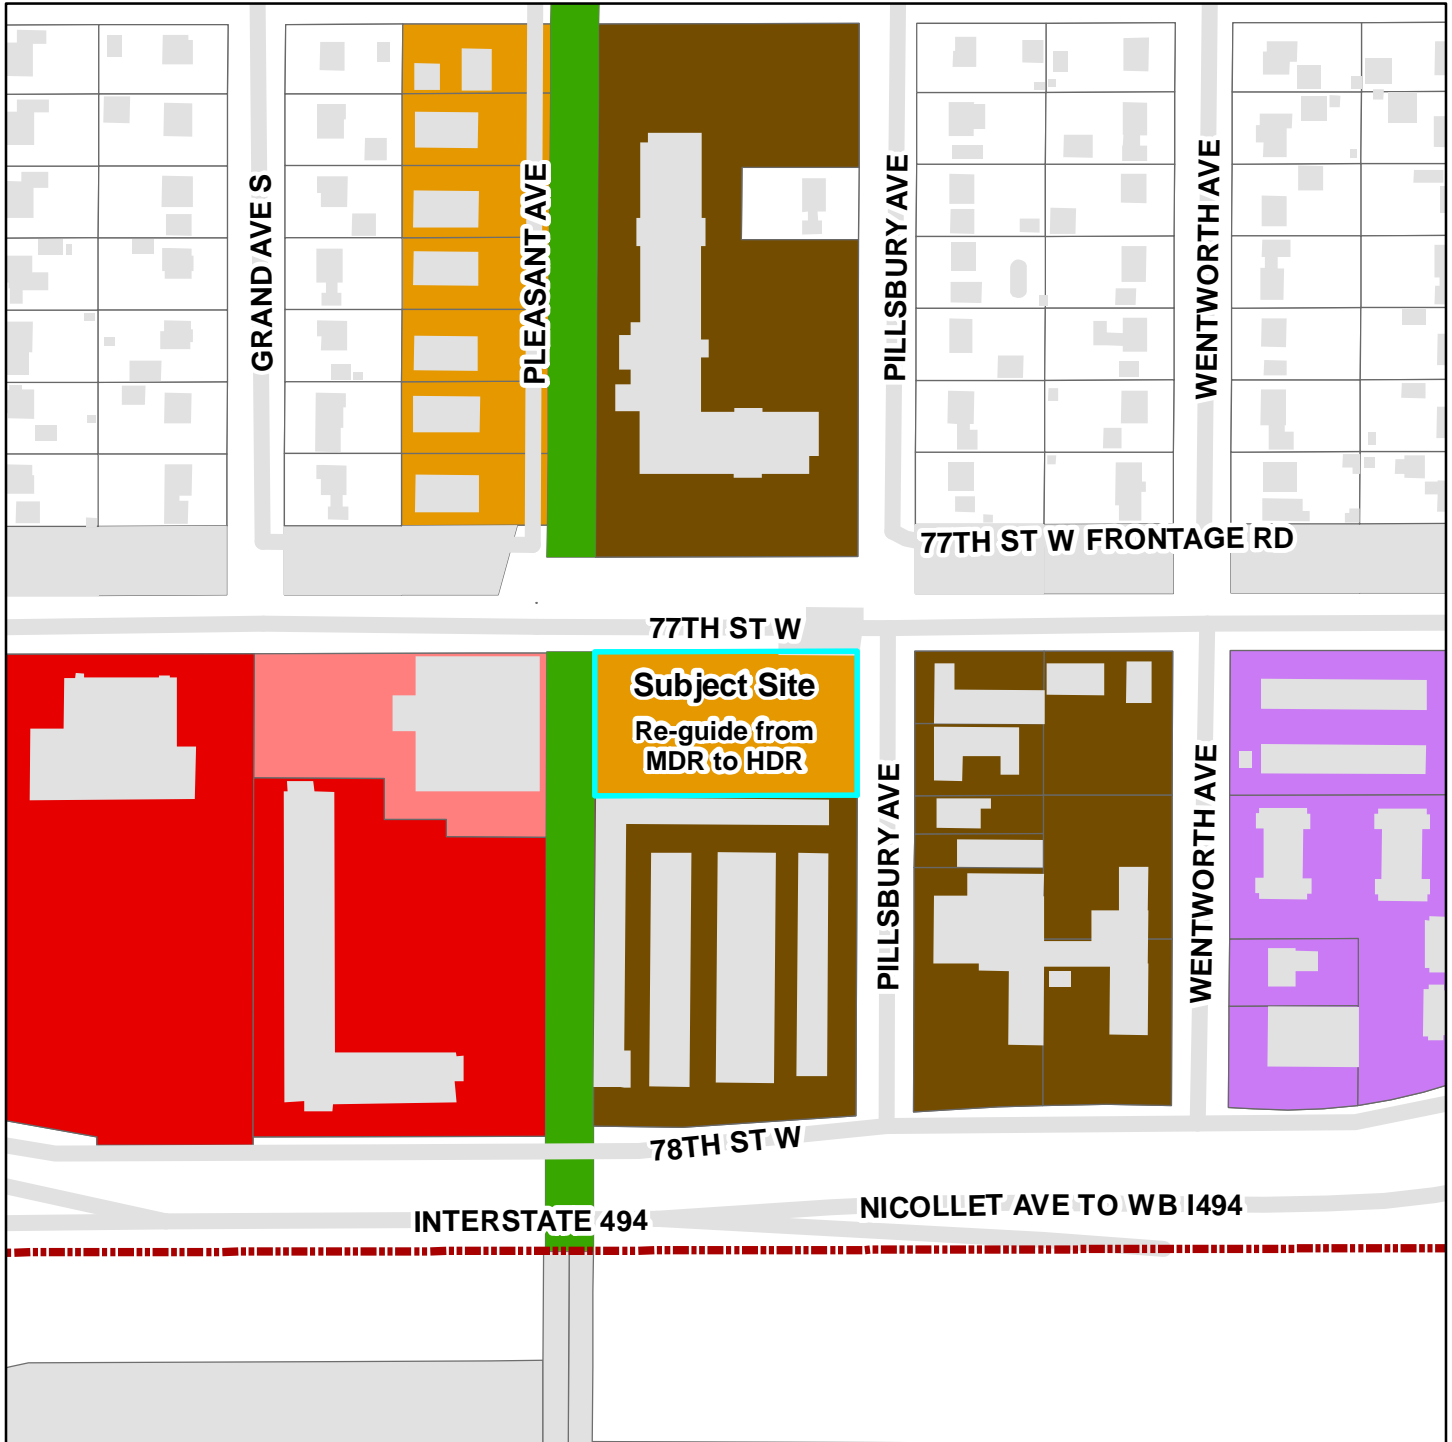 GRAND AVE S
PLEASANT AVE
PILLSBURY AVE
WENTWORTH AVE
77TH ST W FRONTAGE RD
77TH ST W
Subject Site
Re-guide from
MDR to HDR
PILLSBURY AVE
WENTWORTH AVE
78TH ST W
NICOLLET AVE TO WB I494
INTERSTATE 494